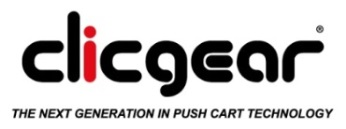 clicgear®
THE NEXT GENERATION IN PUSH CART TECHNOLOGY